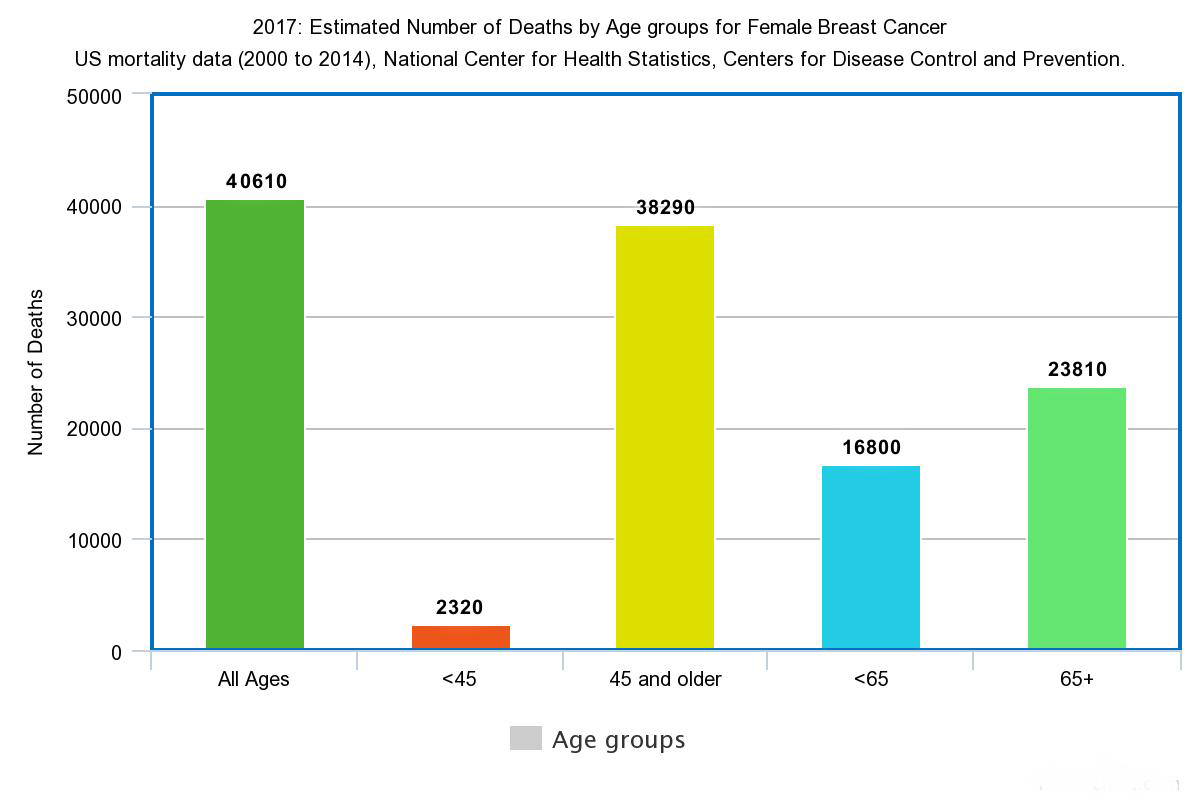 2017: Estimated Number of Deaths by Age groups for Female Breast Cancer
US mortality data (2000 to 2014), National Center for Health Statistics, Centers for Disease Control and Prevention.
50000
40000
30000
20000
10000
0
Number of Deaths
40610
2320
38290
16800
23810
All Ages
<45
45 and older
<65
65+
Age groups